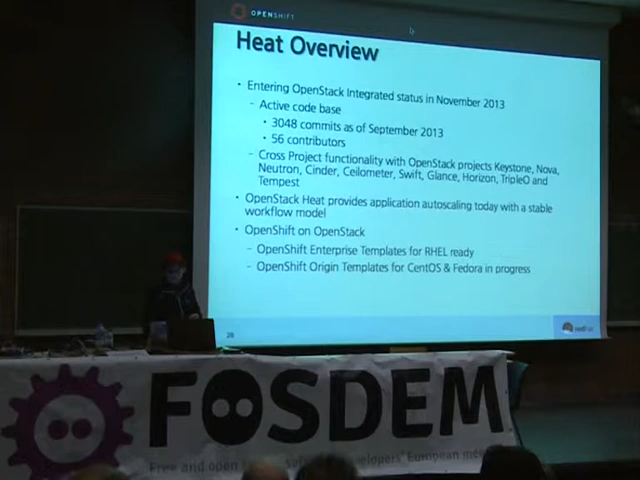 OPENSHIFT
Heat Overview
• Entering OpenStack Integrated status in November 2013
– Active code base
• 3048 commits as of September 2013
• 56 contributors
– Cross Project functionality with OpenStack projects Keystone, Nova,
Neutron, Cinder, Ceilometer, Swift, Glance, Horizon, TripleO and
Tempest
• OpenStack Heat provides application autoscaling today with a stable
workflow model
• OpenShift on OpenStack
– OpenShift Enterprise Templates for RHEL ready
– OpenShift Origin Templates for CentOS & Fedora in progress
FOSDEM
Free and open
European